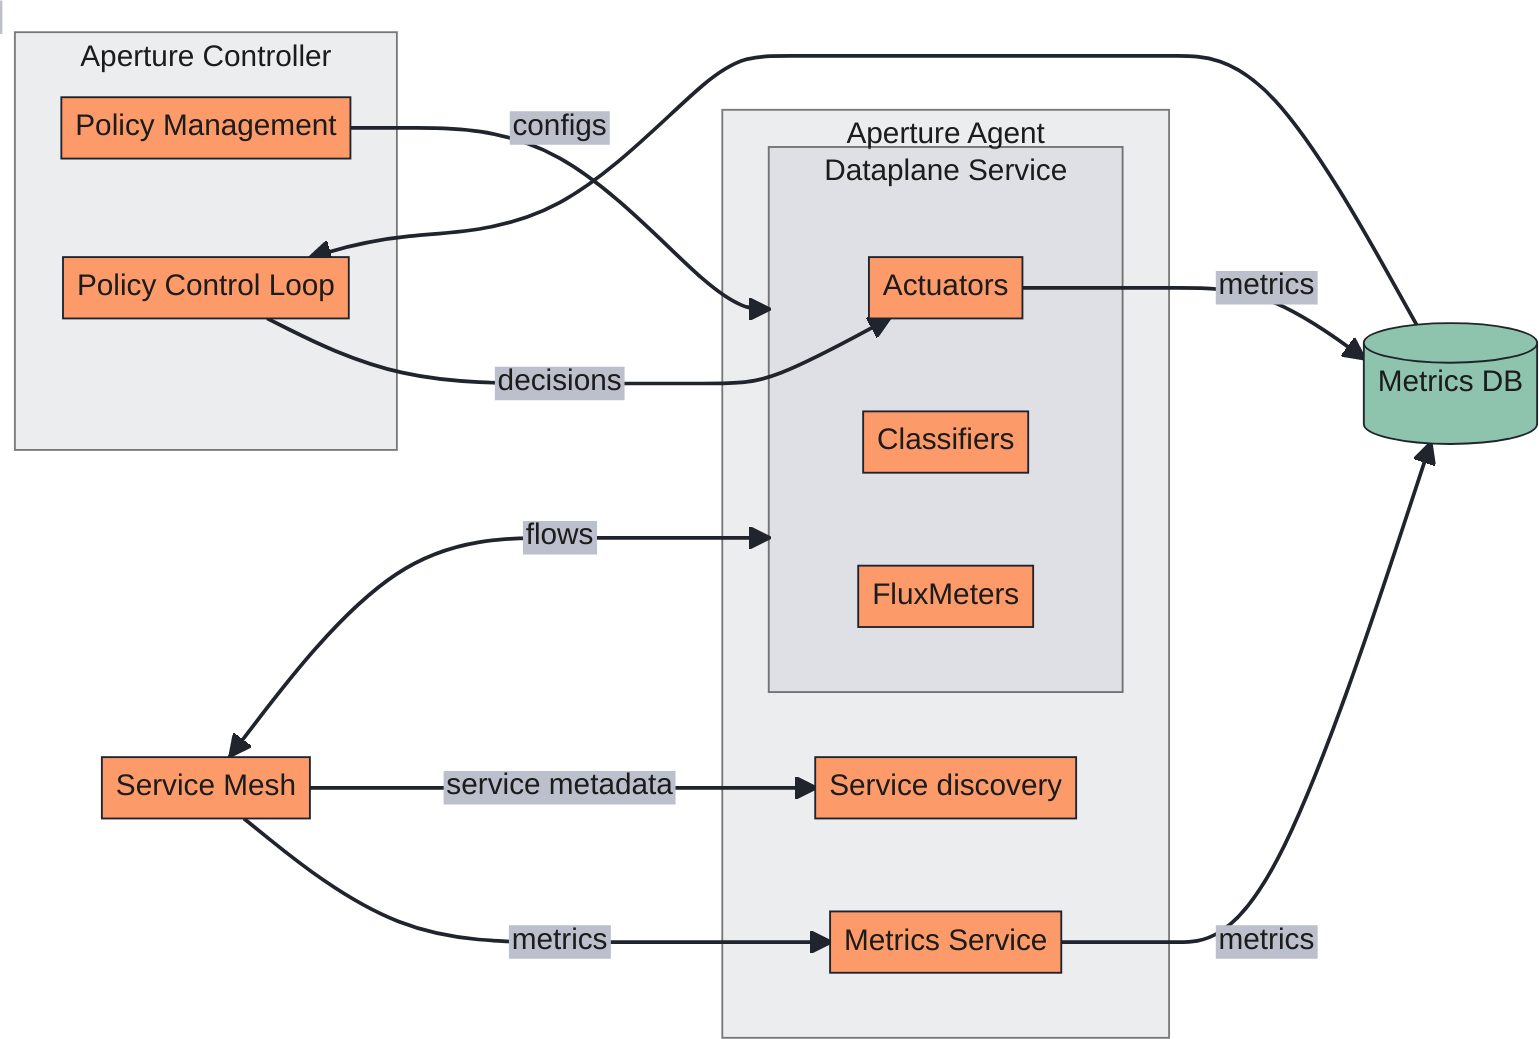 Aperture Controller
Policy Management
configs
Aperture Agent
Dataplane Service
Policy Control Loop
Actuators
metrics
decisions
Metrics DB
Classifiers
flows
FluxMeters
Service Mesh
service metadata
Service discovery
metrics
Metrics Service
metrics